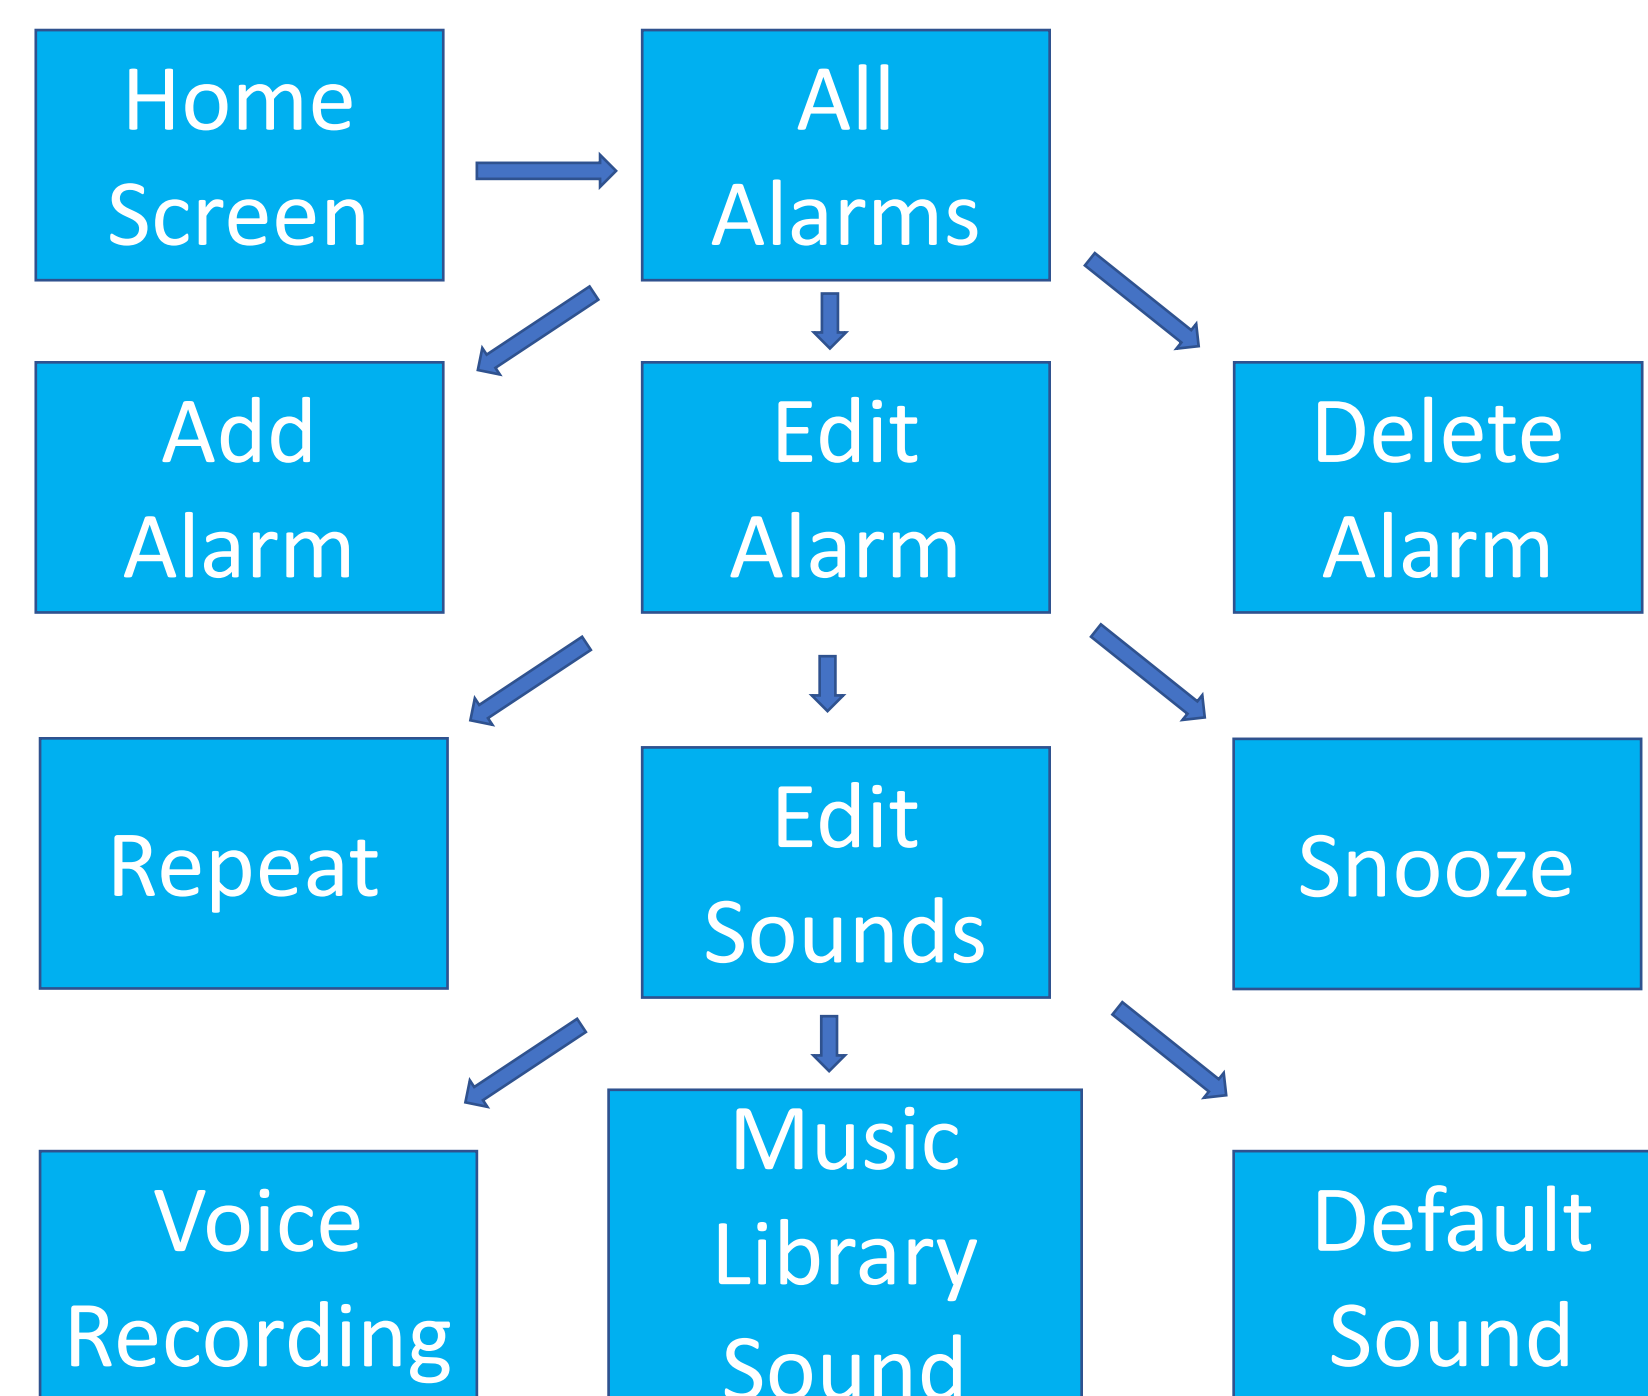 Home
Screen
All
Alarms
Add
Alarm
Edit
Alarm
Delete
Alarm
Repeat
Edit
Sounds
Snooze
Voice
Recording
Music
Library
Sound
Default
Sound